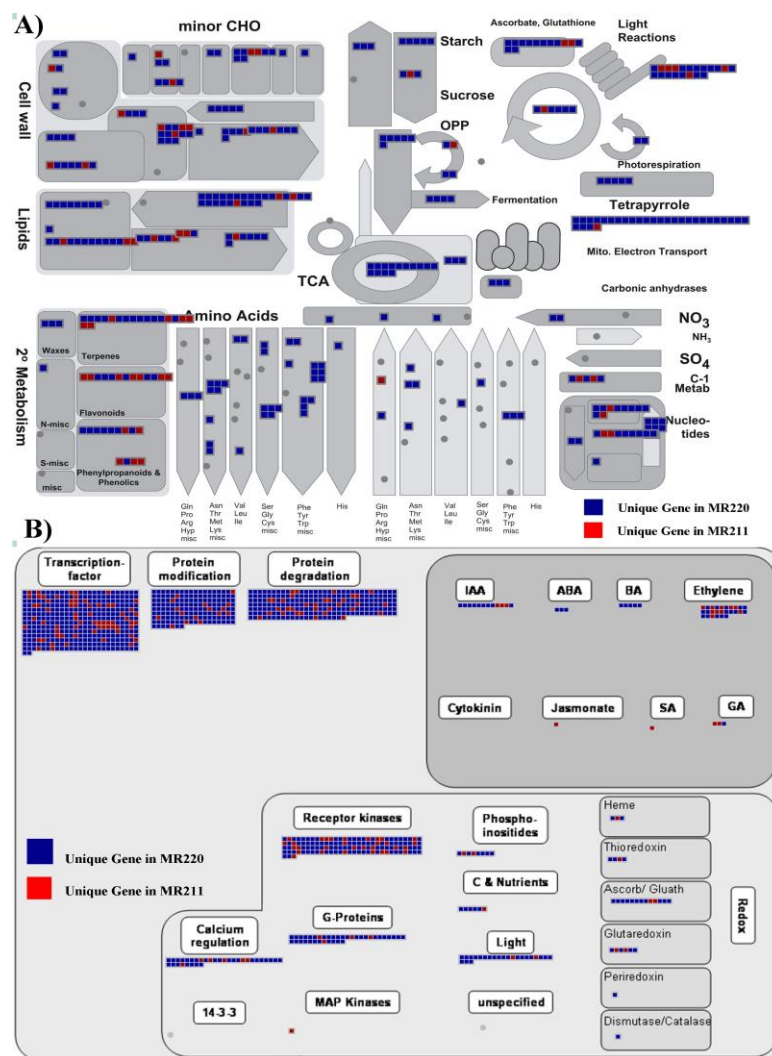 A)
minor CHO
Cell wall
Lipids
2º Metabolism
Waxes
Terpenes
N-misc
Flavonoids
S-misc
misc
Phenylpropanoids &
Phenolics
Starch
Sucrose
OPP
Fermentation
TCA
Amino Acids
Ascorbate, Glutathione
Light
Reactions
Photorespiration
Tetrapyrrole
Mito. Electron Transport
Carbonic anhydrases
NO3
NH3
SO4
C-1
Metab
Nucleo-
tides
Gln
Pro
Arg
Hyp
misc
Asn
Thr
Met
Lys
misc
Val
Leu
Ile
Ser
Gly
Cys
misc
Phe
Tyr
Trp
misc
His
Gln
Pro
Arg
Hyp
misc
Asn
Thr
Met
Lys
misc
Val
Leu
Ile
Ser
Gly
Cys
misc
Phe
Tyr
Trp
misc
His
Unique Gene in MR220
Unique Gene in MR211
B)
Transcription-
factor
Protein
modification
Protein
degradation
IAA
ABA
BA
Ethylene
Cytokinin
Jasmonate
SA
GA
Unique Gene in MR220
Unique Gene in MR211
Receptor kinases
Phospho-
inositides
C & Nutrients
Calcium
regulation
G-Proteins
Light
14-3-3
MAP Kinases
unspecified
Heme
Thioredoxin
Ascorb/ Gluath
Glutaredoxin
Periredoxin
Dismutase/Catalase
Redox